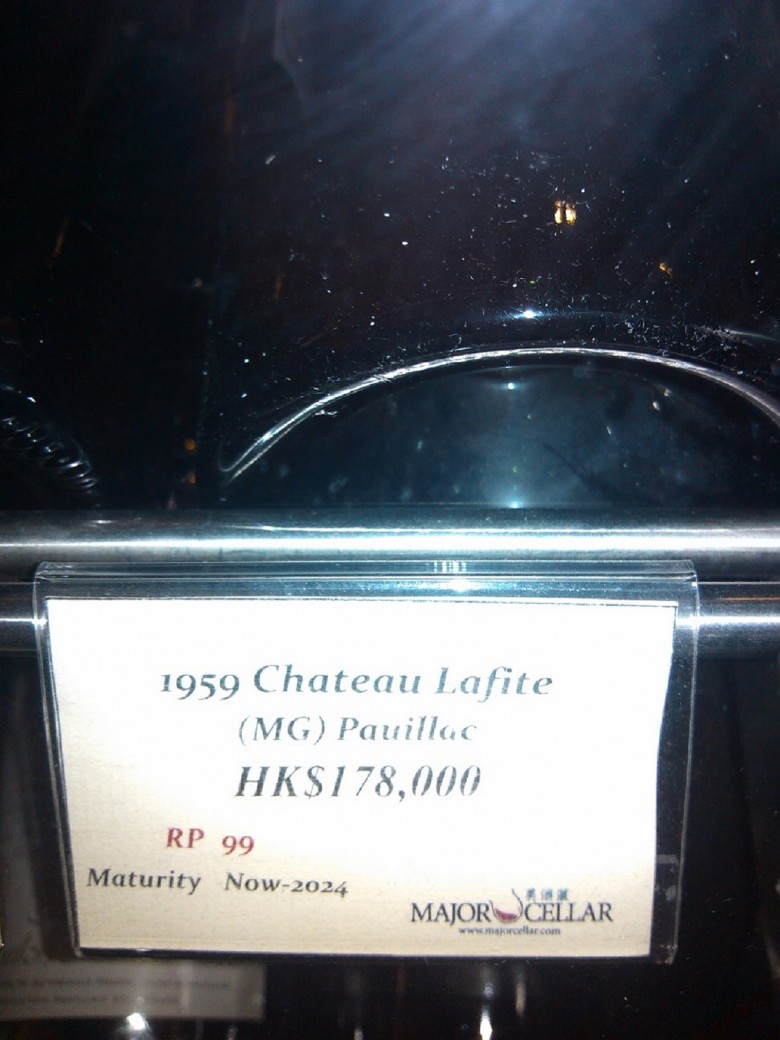 1959 Chateau Lafite
(MG) Pauillac
HK$178,000
RP 99
Maturity Now-2024
MAJOR CELLAR
www.majorcellar.com